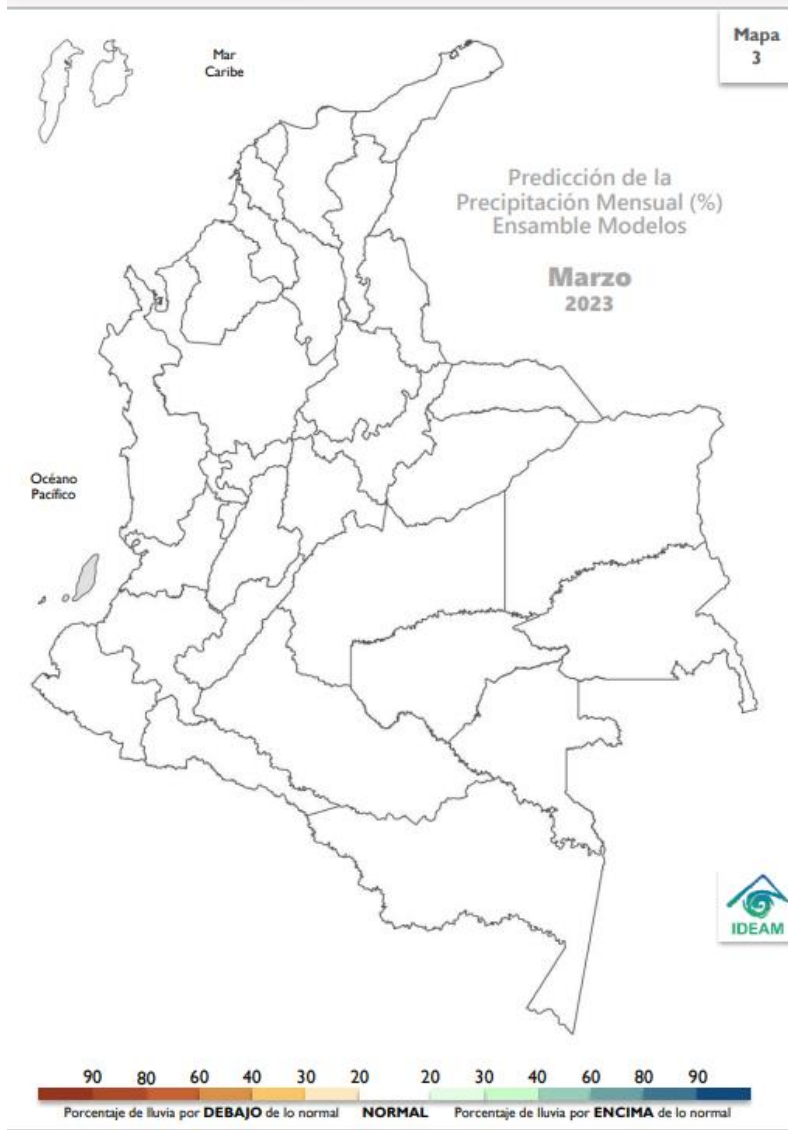 Mapa
3
Mar
Caribe
Predicción de la
Precipitación Mensual (%)
Ensamble Modelos
Marzo
2023
Océano
Pacífico
IDEAM
90 80 60 40 30 20 20 30 40 60 80 90
Porcentaje de lluvia por DEBAJO de lo normal NORMAL Porcentaje de lluvia por ENCIMA de lo normal